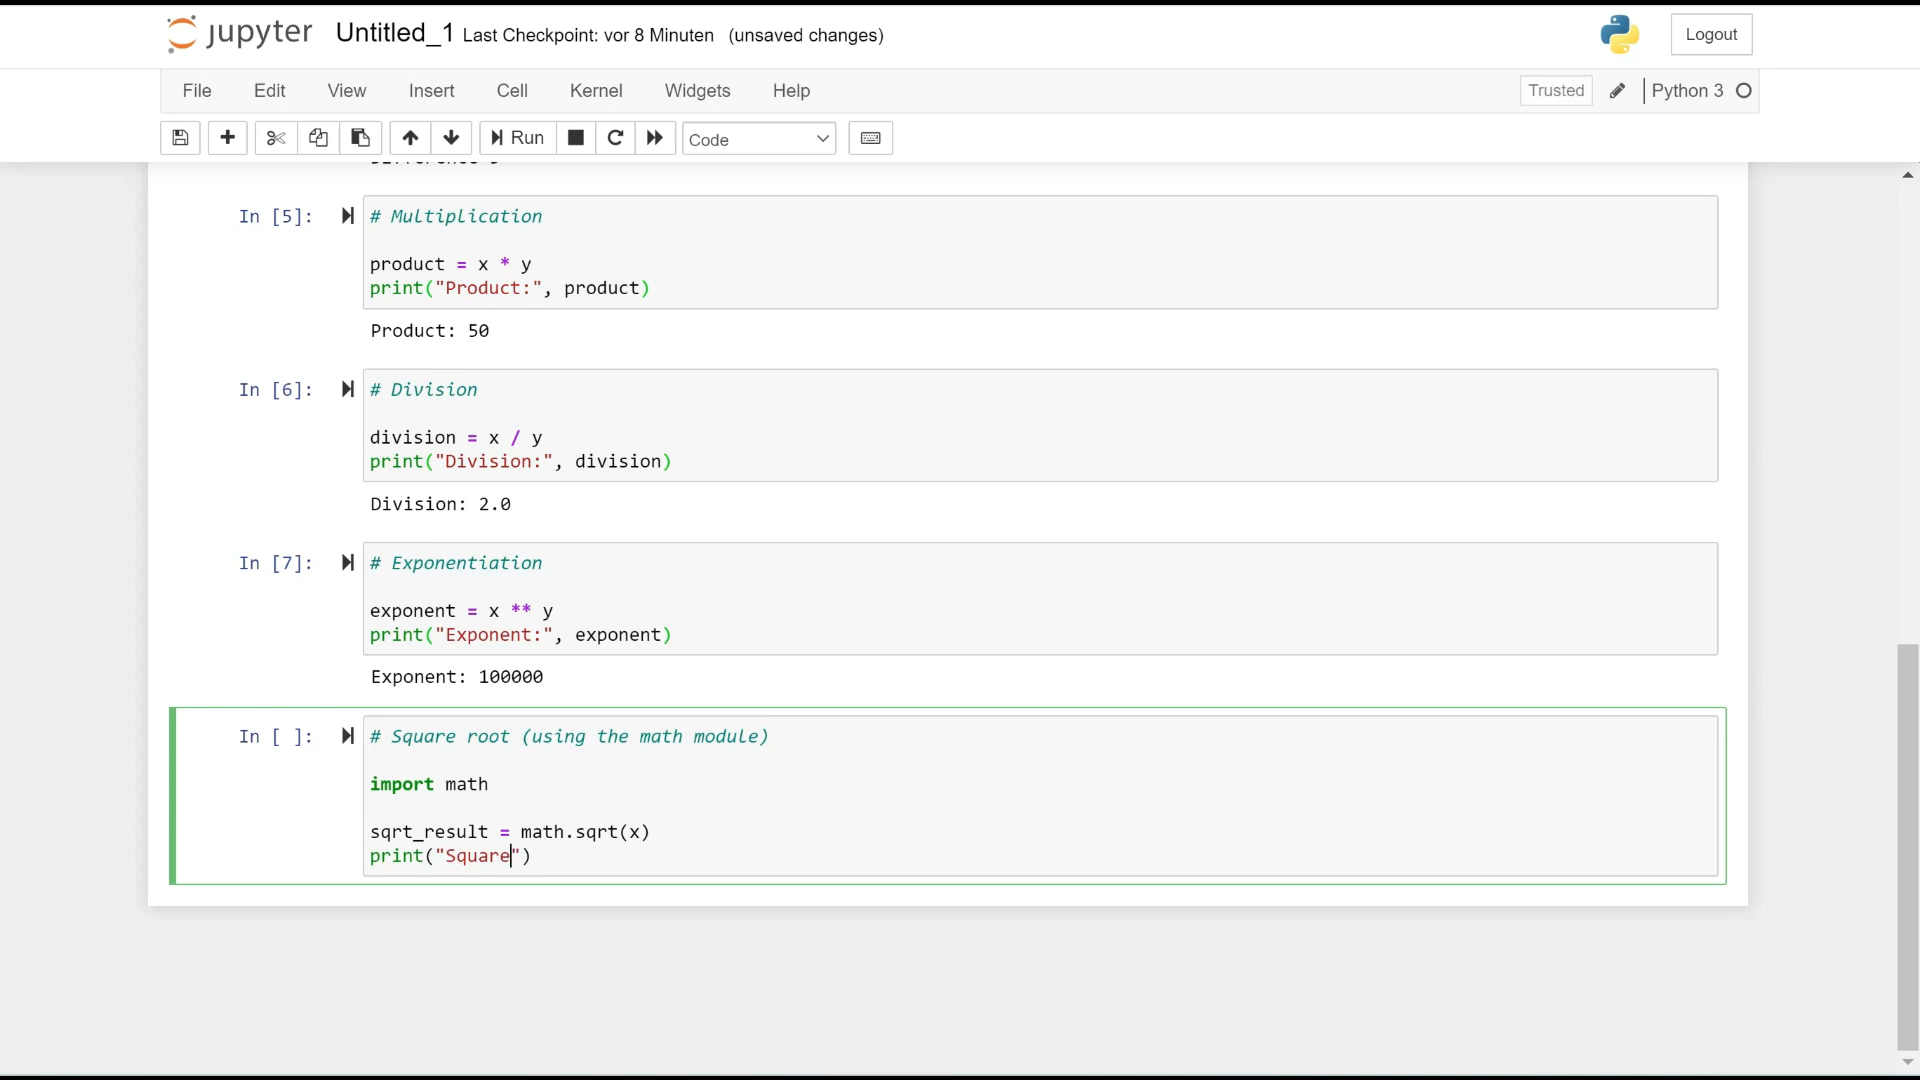 jupyter Untitled_1 Last Checkpoint: vor 8 Minuten (unsaved changes) Logout
File Edit View Insert Cell Kernel Widgets Help Trusted Python 3
Run Code
In [5]: # Multiplication
product = x * y
print("Product:", product)
Product: 50
In [6]: # Division
division = x / y
print("Division:", division)
Division: 2.0
In [7]: # Exponentiation
exponent = x ** y
print("Exponent:", exponent)
Exponent: 100000
In [ ]: # Square root (using the math module)
import math
sqrt_result = math.sqrt(x)
print("Square")